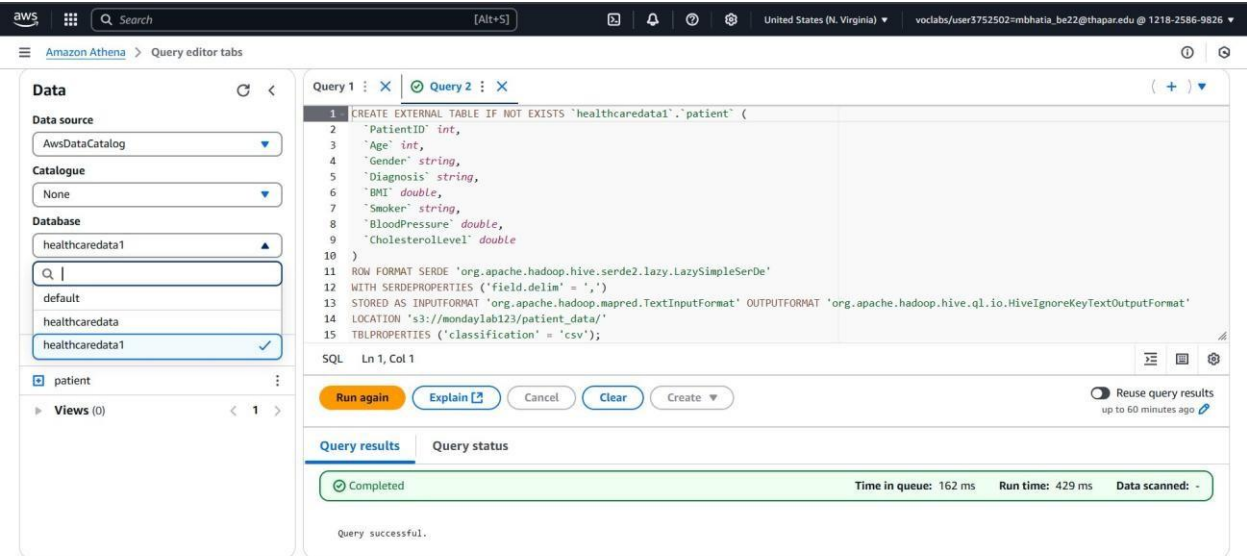 aws Search [Alt+S] United States (N. Virginia) voclabs/user3752502=mbhatia_be22@thapar.edu @ 1218-2586-9826
Amazon Athena > Query editor tabs
Data
Data source
AwsDataCatalog
Catalogue
None
Database
healthcaredata1
default
healthcaredata
healthcaredata1
patient
Views (0) < 1 >
Query 1 Query 2
1 CREATE EXTERNAL TABLE IF NOT EXISTS `healthcaredata1`.`patient` (
2 `PatientID` int,
3 `Age` int,
4 `Gender` string,
5 `Diagnosis` string,
6 `BMI` double,
7 `Smoker` string,
8 `BloodPressure` double,
9 `CholesterolLevel` double
10 )
11 ROW FORMAT SERDE 'org.apache.hadoop.hive.serde2.lazy.LazySimpleSerDe'
12 WITH SERDEPROPERTIES ('field.delim' = ',')
13 STORED AS INPUTFORMAT 'org.apache.hadoop.mapred.TextInputFormat' OUTPUTFORMAT 'org.apache.hadoop.hive.ql.io.HiveIgnoreKeyTextOutputFormat'
14 LOCATION 's3://mondaylab123/patient_data/'
15 TBLPROPERTIES ('classification' = 'csv');
SQL Ln 1, Col 1
Run again Explain Cancel Clear Create
Reuse query results
up to 60 minutes ago
Query results Query status
Completed Time in queue: 162 ms Run time: 429 ms Data scanned: -
Query successful.